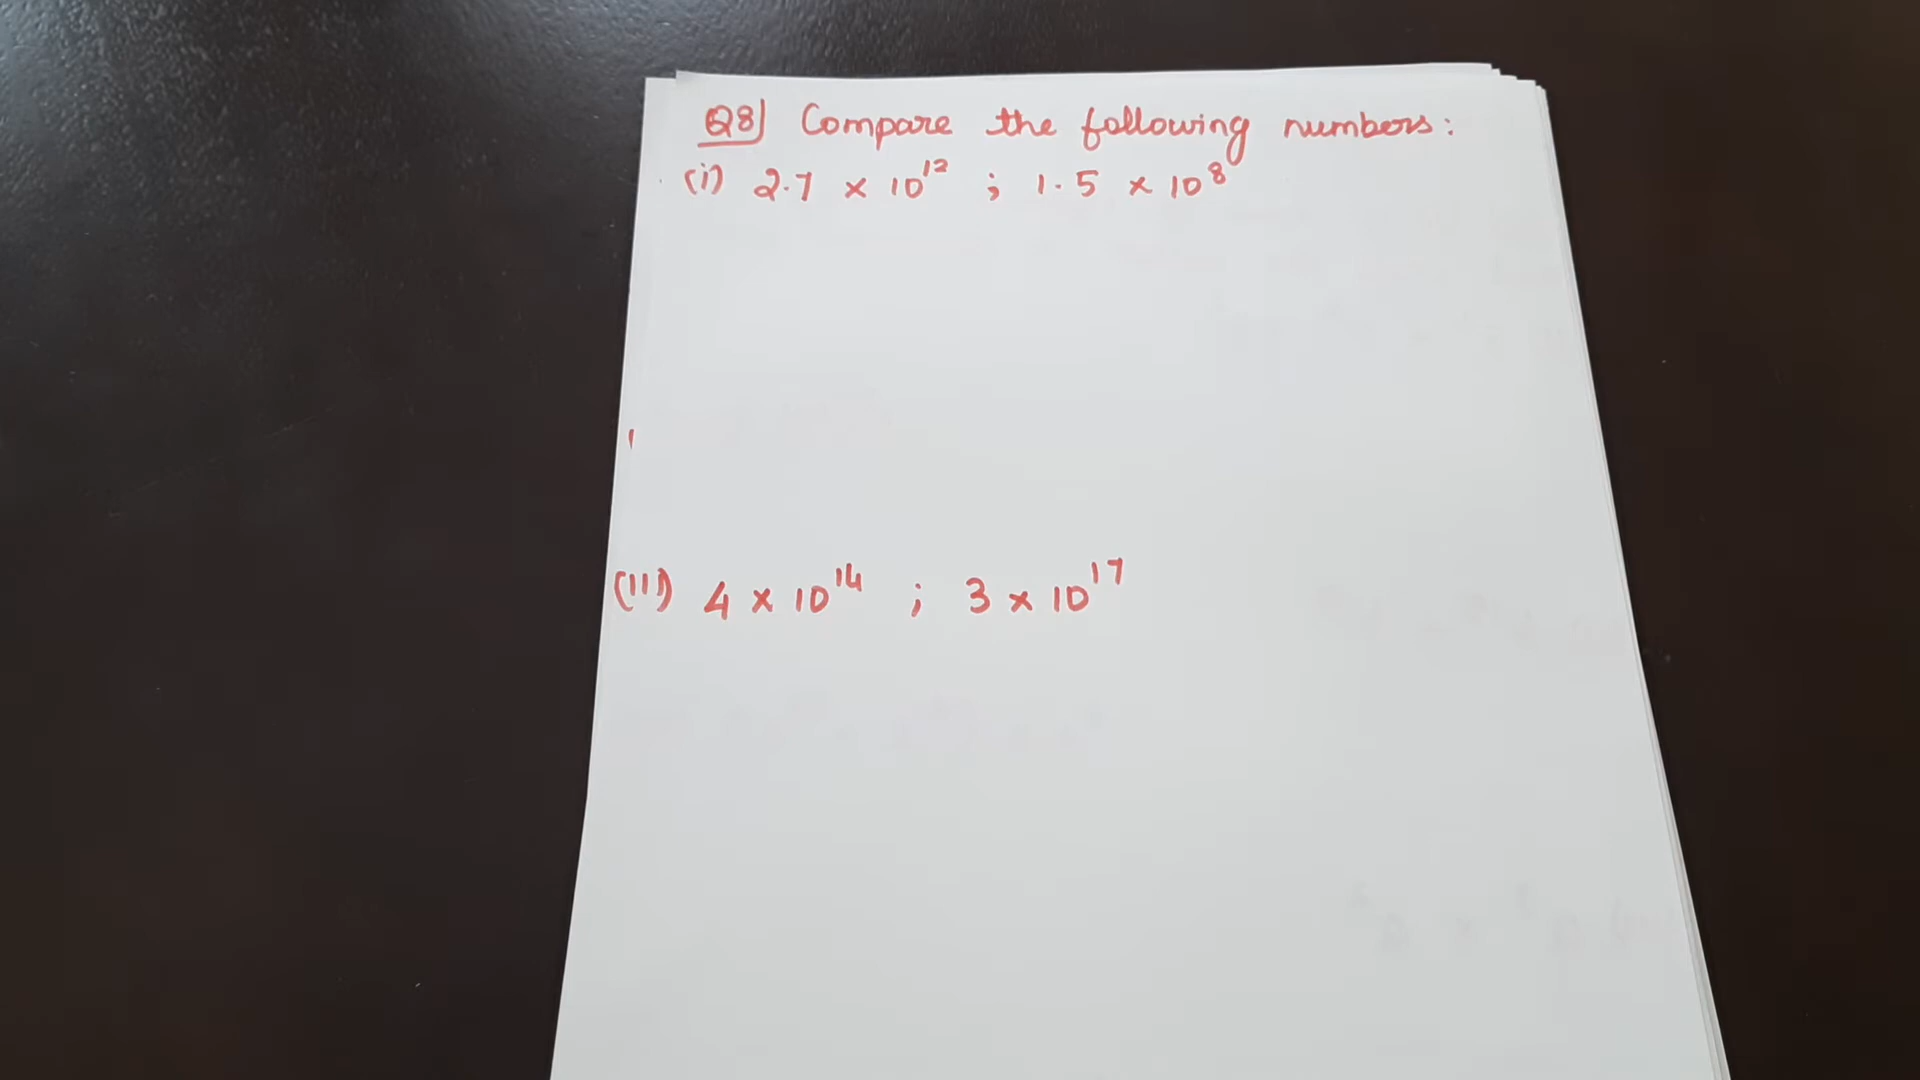 Q8) Compare the following numbers:
(i) 2.7 × 10¹² ; 1.5 × 10⁸
(ii) 4 × 10¹⁴ ; 3 × 10¹⁷